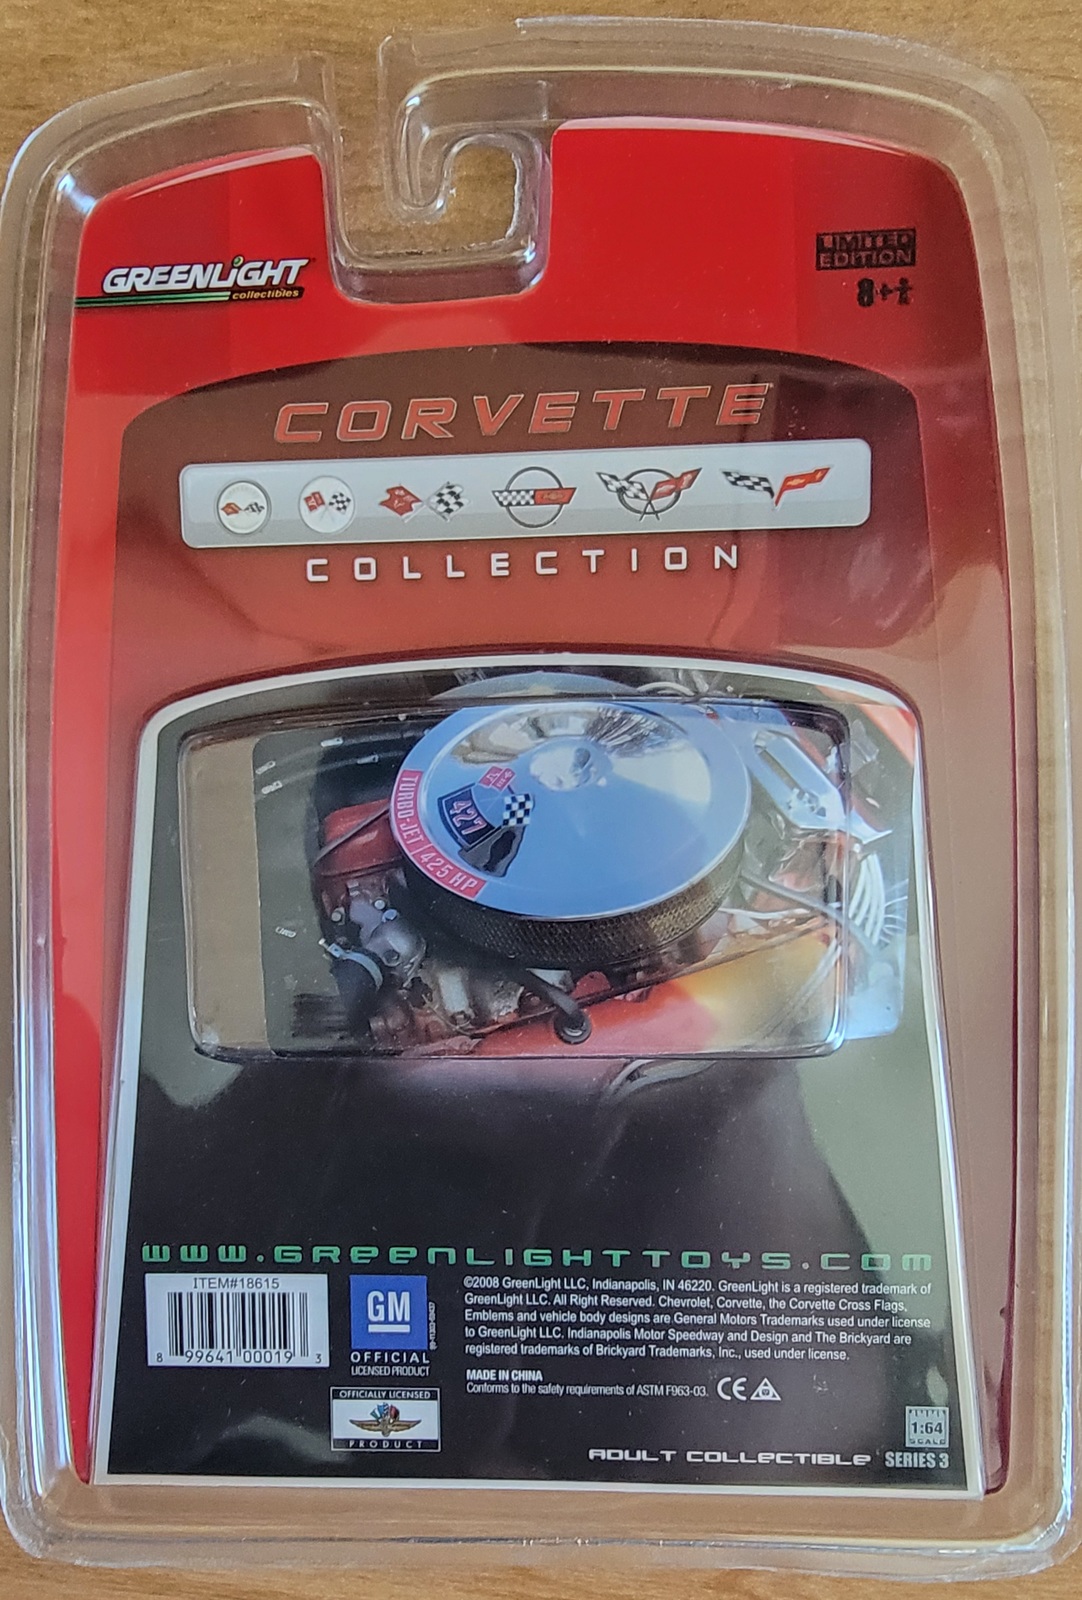 GREENLiGHT
collectibles
LIMITED
EDITION
8+
CORVETTE
COLLECTION
TURBO-JET 425 HP
427
www.GREENLIGHTTOYS.COM
ITEM#18615
8 99641 00019 3
GM
OFFICIAL
LICENSED PRODUCT
OFFICIALLY LICENSED
PRODUCT
©2008 GreenLight LLC, Indianapolis, IN 46220. GreenLight is a registered trademark of
GreenLight LLC. All Right Reserved. Chevrolet, Corvette, the Corvette Cross Flags,
Emblems and vehicle body designs are General Motors Trademarks used under license
to GreenLight LLC. Indianapolis Motor Speedway and Design and The Brickyard are
registered trademarks of Brickyard Trademarks, Inc., used under license.
MADE IN CHINA
Conforms to the safety requirements of ASTM F963-03. CE
1:64
SCALE
ADULT COLLECTIBLE SERIES 3